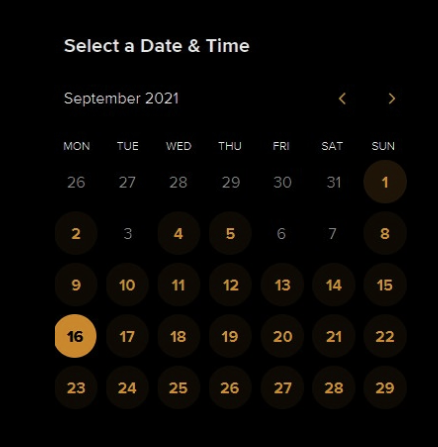 Select a Date & Time
September 2021
MON TUE WED THU FRI SAT SUN
26 27 28 29 30 31 1
2 3 4 5 6 7 8
9 10 11 12 13 14 15
16 17 18 19 20 21 22
23 24 25 26 27 28 29